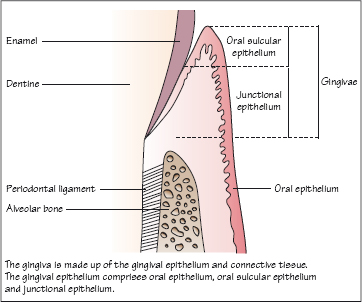 Enamel
Oral sulcular
epithelium
Dentine
Gingivae
Junctional
epithelium
Periodontal ligament
Oral epithelium
Alveolar bone
The gingiva is made up of the gingival epithelium and connective tissue.
The gingival epithelium comprises oral epithelium, oral sulcular epithelium
and junctional epithelium.